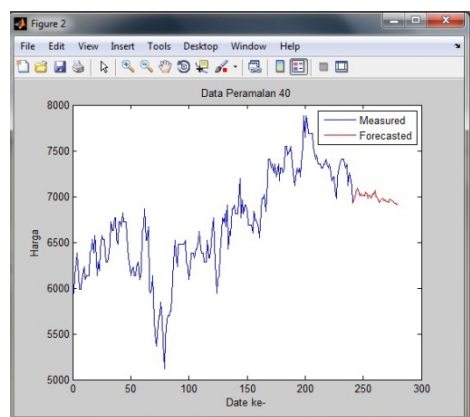 Figure 2
File Edit View Insert Tools Desktop Window Help
Data Peramalan 40
Measured
Forecasted
8000
7500
7000
6500
6000
5500
5000
Harga
0 50 100 150 200 250 300
Date ke-